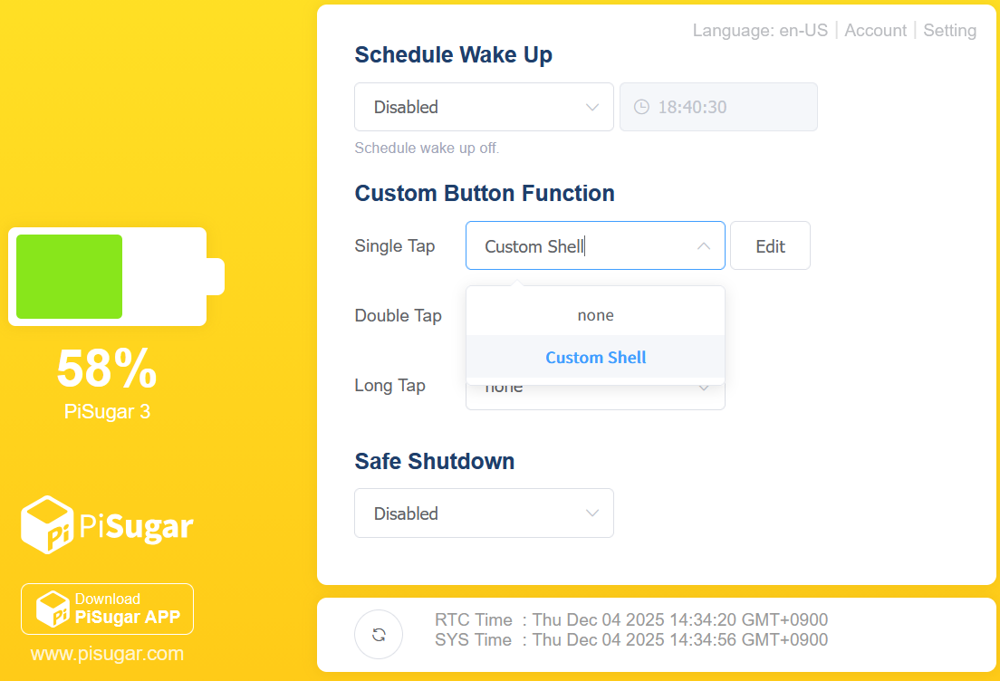 Language: en-US | Account | Setting
Schedule Wake Up
Disabled 18:40:30
Schedule wake up off.
Custom Button Function
Single Tap Custom Shell Edit
none
Double Tap
Custom Shell
Long Tap none
58%
PiSugar 3
Safe Shutdown
Disabled
PiSugar
Download
PiSugar APP
www.pisugar.com
RTC Time : Thu Dec 04 2025 14:34:20 GMT+0900
SYS Time : Thu Dec 04 2025 14:34:56 GMT+0900